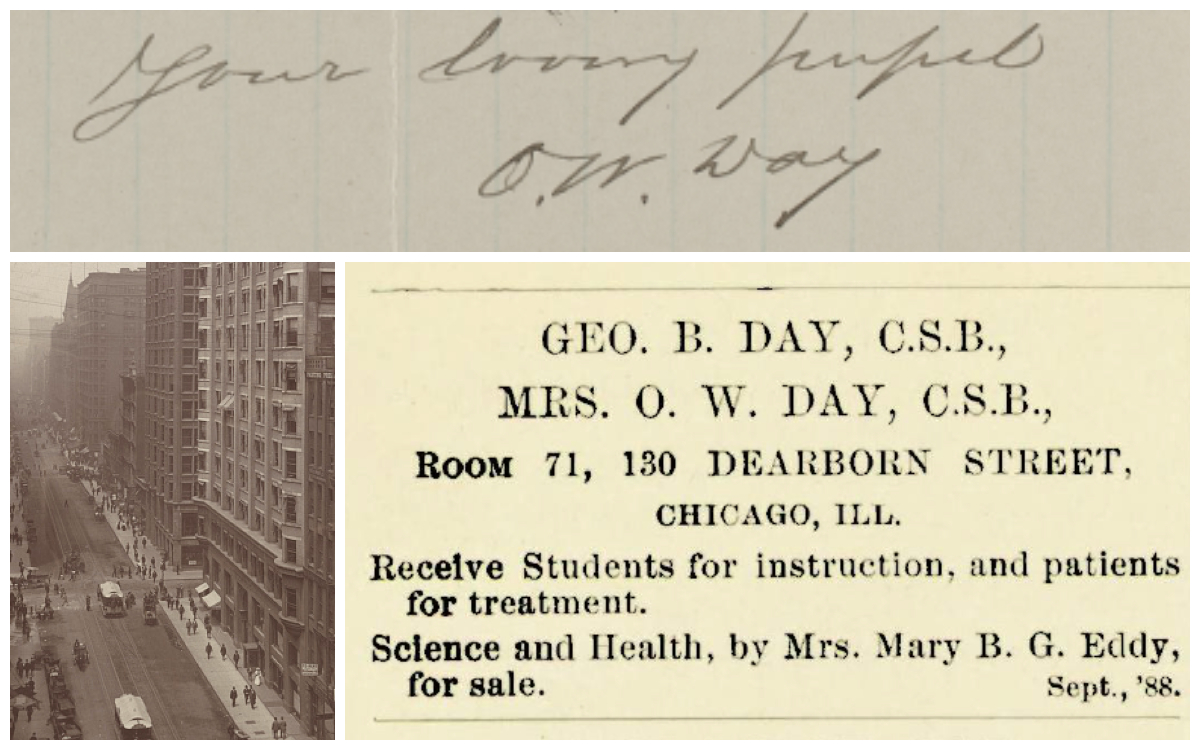 Your loving pupil
O. W. Day
GEO. B. DAY, C.S.B.,
MRS. O. W. DAY, C.S.B.,
ROOM 71, 130 DEARBORN STREET,
CHICAGO, ILL.
Receive Students for instruction, and patients
for treatment.
Science and Health, by Mrs. Mary B. G. Eddy,
for sale. Sept., '88.